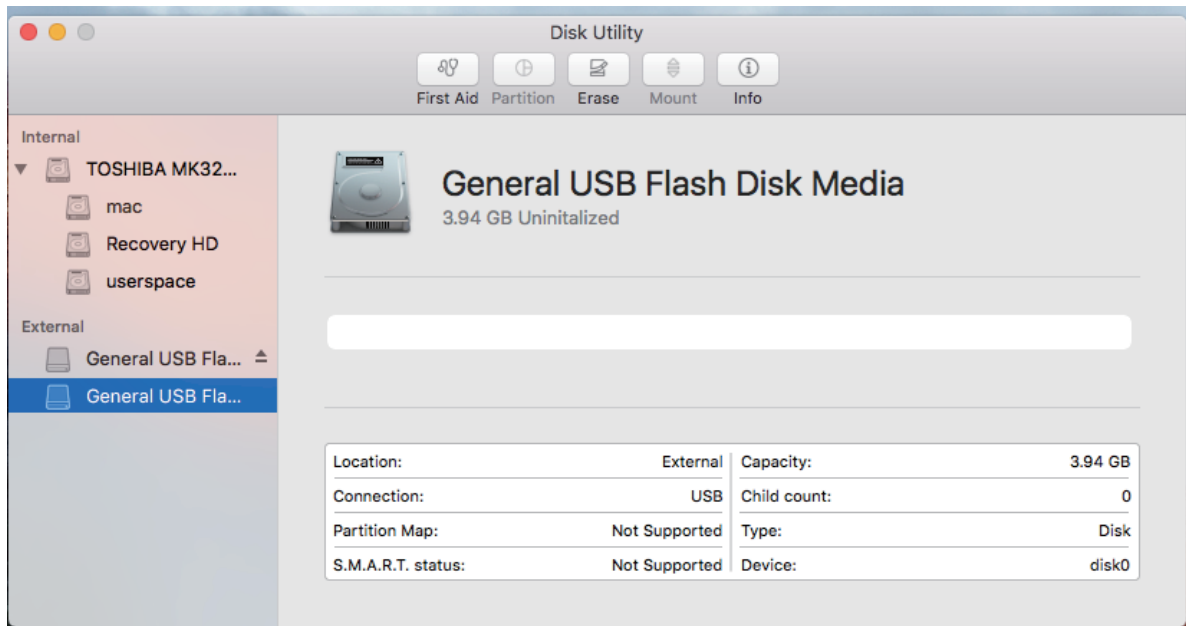 Disk Utility
First Aid Partition Erase Mount Info
Internal
TOSHIBA MK32...
mac
Recovery HD
userspace
External
General USB Fla...
General USB Fla...
General USB Flash Disk Media
3.94 GB Uninitalized
Location: External
Connection: USB
Partition Map: Not Supported
S.M.A.R.T. status: Not Supported
Capacity: 3.94 GB
Child count: 0
Type: Disk
Device: disk0